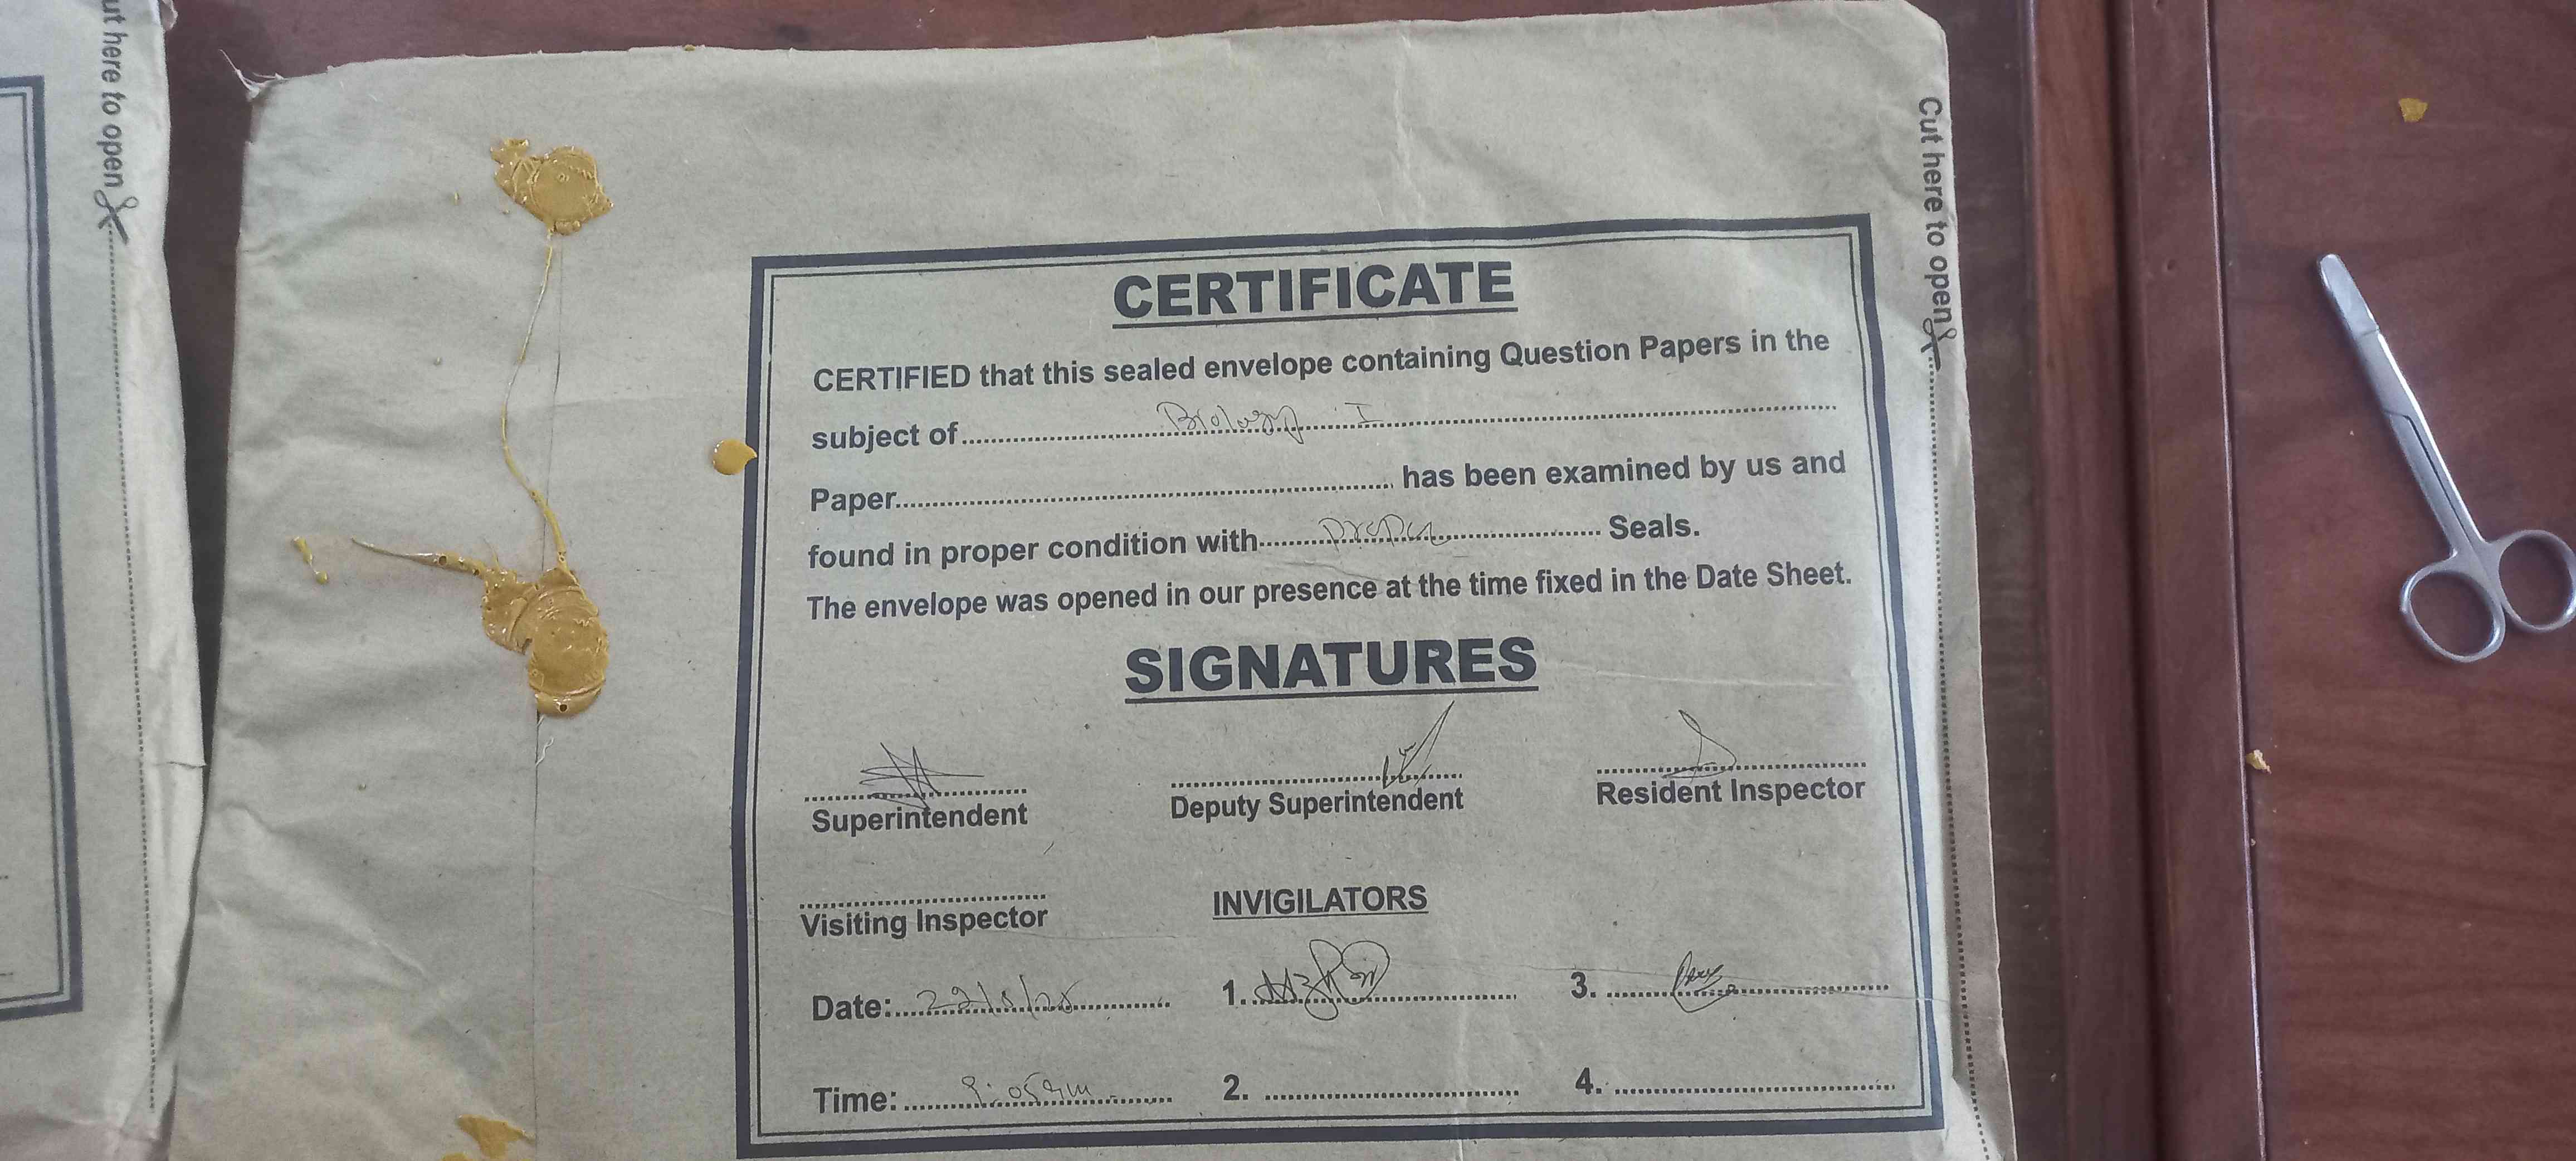 ut here to open
Cut here to open
CERTIFICATE
CERTIFIED that this sealed envelope containing Question Papers in the
subject of Biology I
Paper has been examined by us and
found in proper condition with proper Seals.
The envelope was opened in our presence at the time fixed in the Date Sheet.
SIGNATURES
Superintendent
Deputy Superintendent
Resident Inspector
Visiting Inspector
INVIGILATORS
Date:
1.
3.
Time: 9:05am
2.
4.